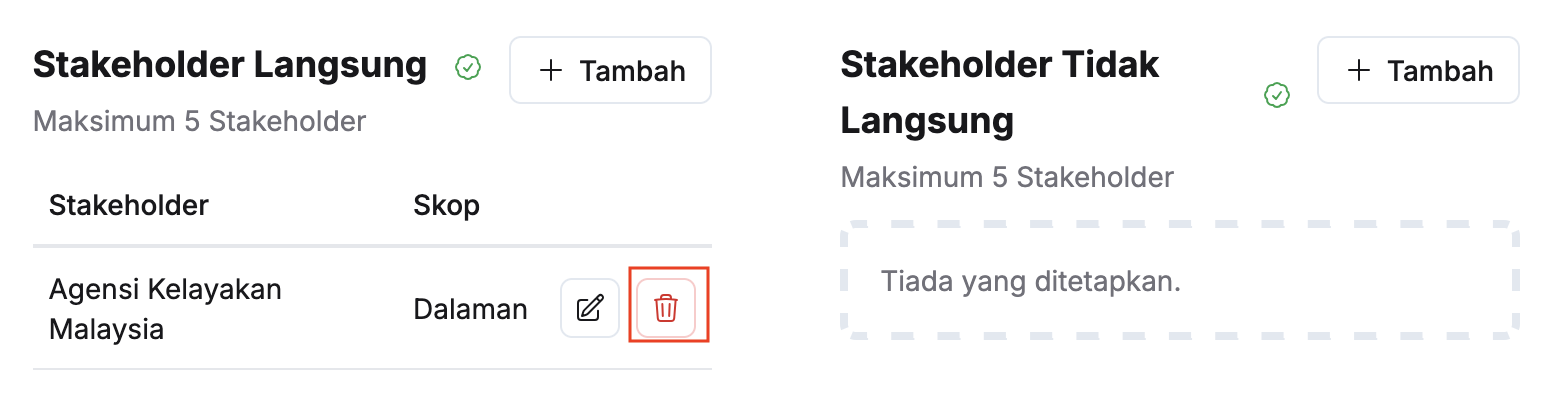 Stakeholder Langsung
Tambah
Maksimum 5 Stakeholder
Stakeholder Skop
Agensi Kelayakan
Malaysia
Dalaman
Stakeholder Tidak
Langsung
Tambah
Maksimum 5 Stakeholder
Tiada yang ditetapkan.